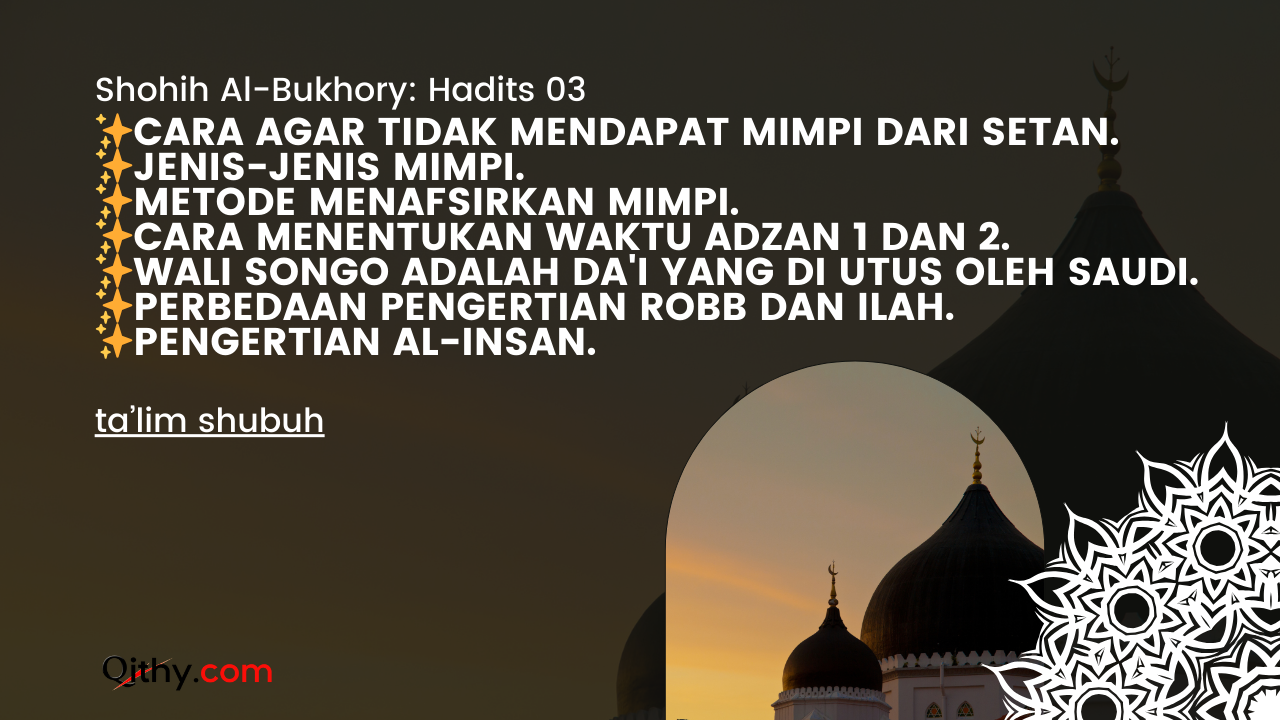 Shohih Al-Bukhory: Hadits 03
✨CARA AGAR TIDAK MENDAPAT MIMPI DARI SETAN.
✨JENIS-JENIS MIMPI.
✨METODE MENAFSIRKAN MIMPI.
✨CARA MENENTUKAN WAKTU ADZAN 1 DAN 2.
✨WALI SONGO ADALAH DA'I YANG DI UTUS OLEH SAUDI.
✨PERBEDAAN PENGERTIAN ROBB DAN ILAH.
✨PENGERTIAN AL-INSAN.
ta’lim shubuh
Qjthy.com